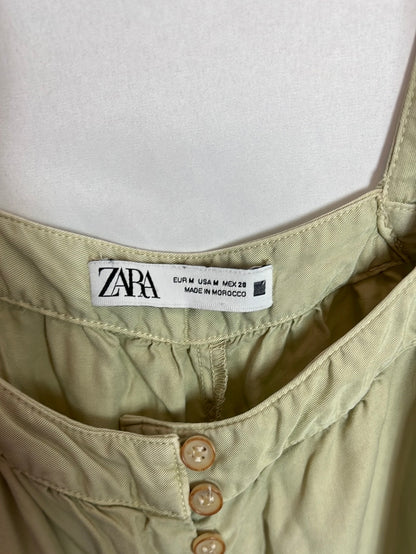 ZARA
EUR M USA M MEX 28
MADE IN MOROCCO